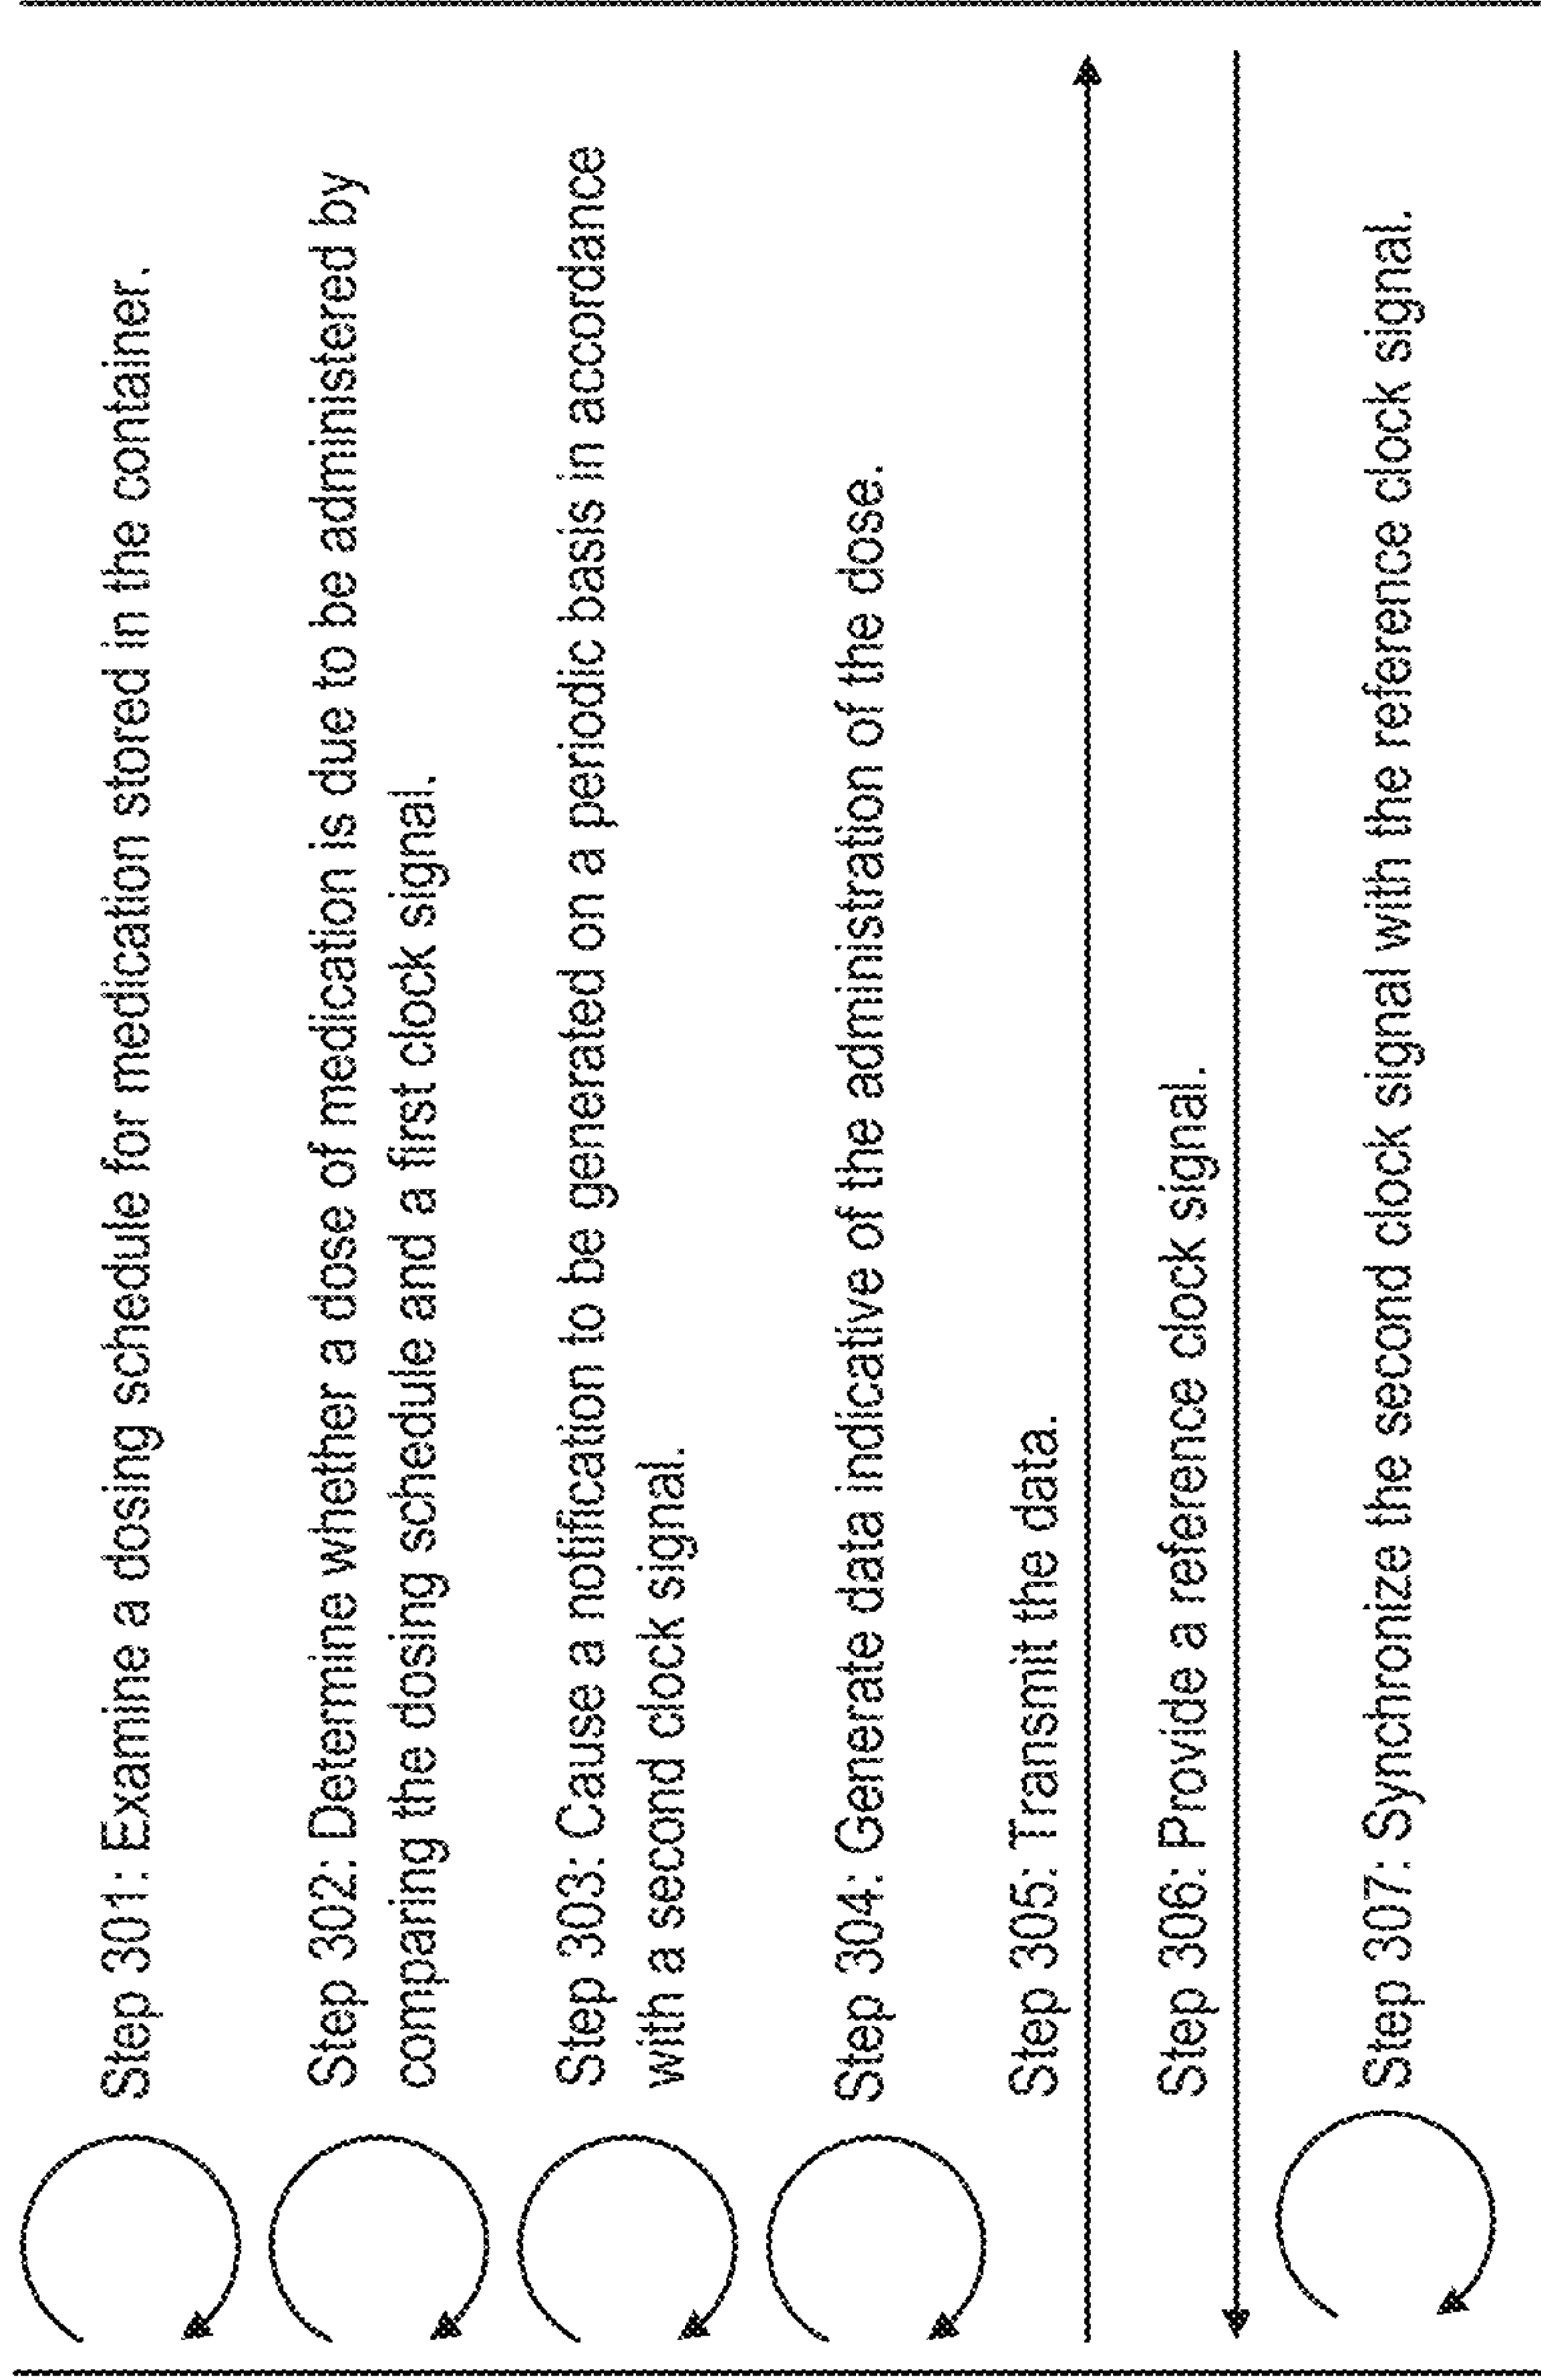 Step 301: Examine a dosing schedule for medication stored in the container.
Step 302: Determine whether a dose of medication is due to be administered by
comparing the dosing schedule and a first clock signal.
Step 303: Cause a notification to be generated on a periodic basis in accordance
with a second clock signal.
Step 304: Generate data indicative of the administration of the dose.
Step 305: Transmit the data.
Step 306: Provide a reference clock signal.
Step 307: Synchronize the second clock signal with the reference clock signal.